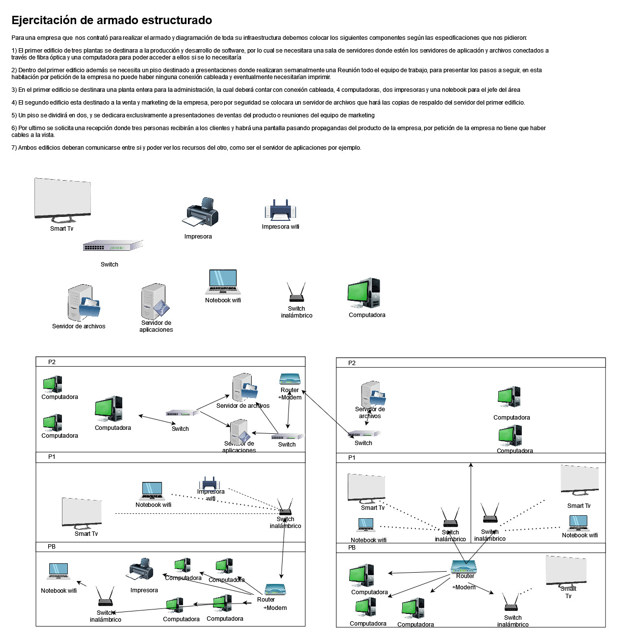 Ejercitación de armado estructurado
Para una empresa que nos contrató para realizar el armado y diagramación de toda su infraestructura debemos colocar los siguientes componentes según las especificaciones que nos pidieron:
1) El primer edificio de tres plantas se destinara a la producción y desarrollo de software, por lo cual se necesitara una sala de servidores donde estén los servidores de aplicación y archivos conectados a
través de fibra óptica y una computadora para poder acceder a ellos si se lo necesitaría
2) Dentro del primer edificio además se necesita un piso destinado a presentaciones donde realizaran semanalmente una Reunión todo el equipo de trabajo, para presentar los pasos a seguir, en esta
habitación por petición de la empresa no puede haber ninguna conexión cableada y eventualmente necesitarían imprimir.
3) En el primer edificio se destinara una planta entera para la administración, la cual deberá contar con conexión cableada, 4 computadoras, dos impresoras y una notebook para el jefe del área
4) El segundo edificio esta destinado a la venta y marketing de la empresa, pero por seguridad se colocara un servidor de archivos que hará las copias de respaldo del servidor del primer edificio.
5) Un piso se dividirá en dos, y se dedicara exclusivamente a presentaciones de ventas del producto o reuniones del equipo de marketing
6) Por ultimo se solicita una recepción donde tres personas recibirán a los clientes y habrá una pantalla pasando propagandas del producto de la empresa, por petición de la empresa no tiene que haber
cables a la vista.
7) Ambos edificios deberan comunicarse entre si y poder ver los recursos del otro, como ser el servidor de aplicaciones por ejemplo.
Smart Tv
Impresora
Impresora wifi
Switch
Notebook wifi
Switch
inalámbrico
Computadora
Servidor de archivos
Servidor de
aplicaciones
P2
Computadora
Computadora
Computadora
Switch
Servidor de archivos
Servidor de
aplicaciones
Router
+Modem
Switch
P1
Smart Tv
Notebook wifi
Impresora
wifi
Switch
inalámbrico
PB
Notebook wifi
Switch
inalámbrico
Impresora
Computadora
Computadora
Computadora
Computadora
Router
+Modem
P2
Servidor de
archivos
Switch
Computadora
Computadora
P1
Smart Tv
Notebook wifi
Switch
inalámbrico
Switch
inalámbrico
Smart Tv
Notebook wifi
PB
Computadora
Computadora
Computadora
Router
+Modem
Switch
inalámbrico
Smart
Tv